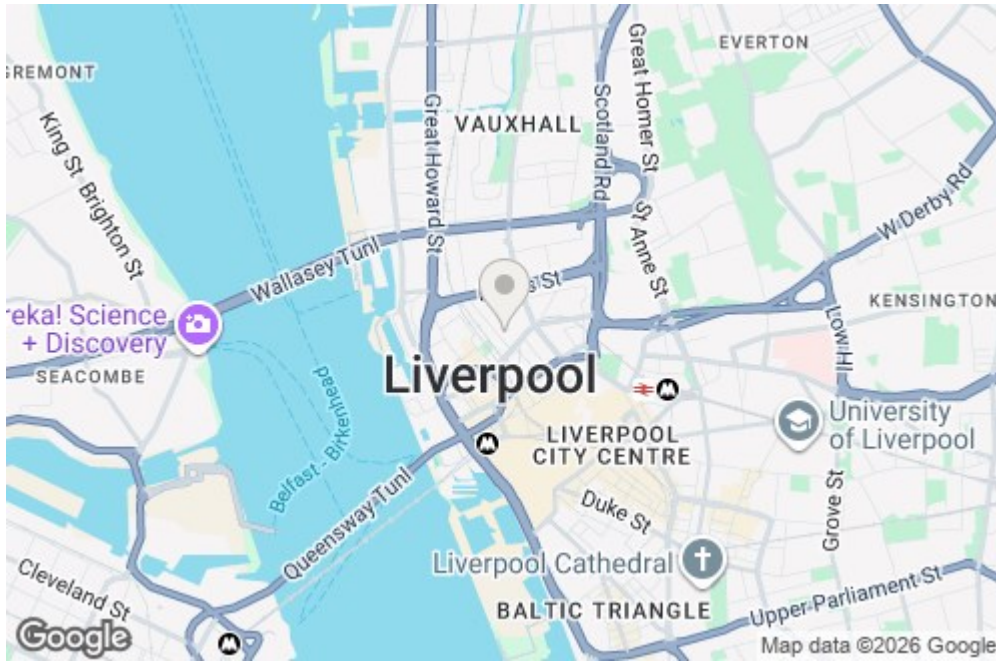 EVERTON
GREMONT
Great Homer St
Great Howard St
Scotland Rd
VAUXHALL
King St
Brighton St
W Derby Rd
St Anne St
Wallasey Tunl
KENSINGTON
reka! Science
+ Discovery
SEACOMBE
Low Hill
Liverpool
Belfast - Birkenhead
University
of Liverpool
LIVERPOOL
CITY CENTRE
Queensway Tunl
Duke St
Grove St
Liverpool Cathedral
Cleveland St
BALTIC TRIANGLE
Upper Parliament St
Google
Map data ©2026 Google